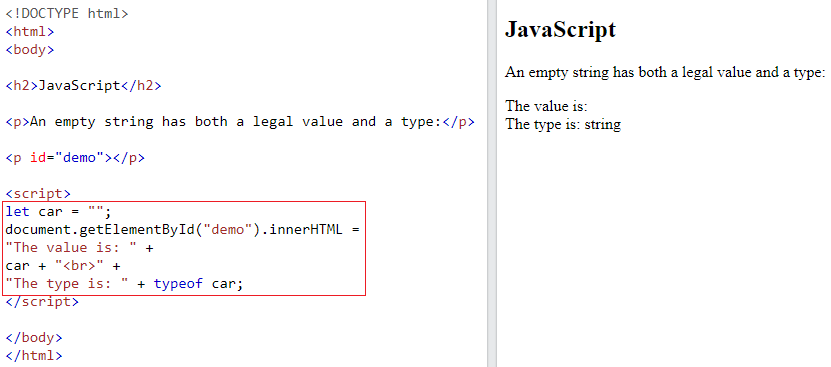 <!DOCTYPE html>
<html>
<body>
<h2>JavaScript</h2>
<p>An empty string has both a legal value and a type:</p>
<p id="demo"></p>
<script>
let car = "";
document.getElementById("demo").innerHTML =
"The value is: " +
car + "<br>" +
"The type is: " + typeof car;
</script>
</body>
</html>
JavaScript
An empty string has both a legal value and a type:
The value is:
The type is: string